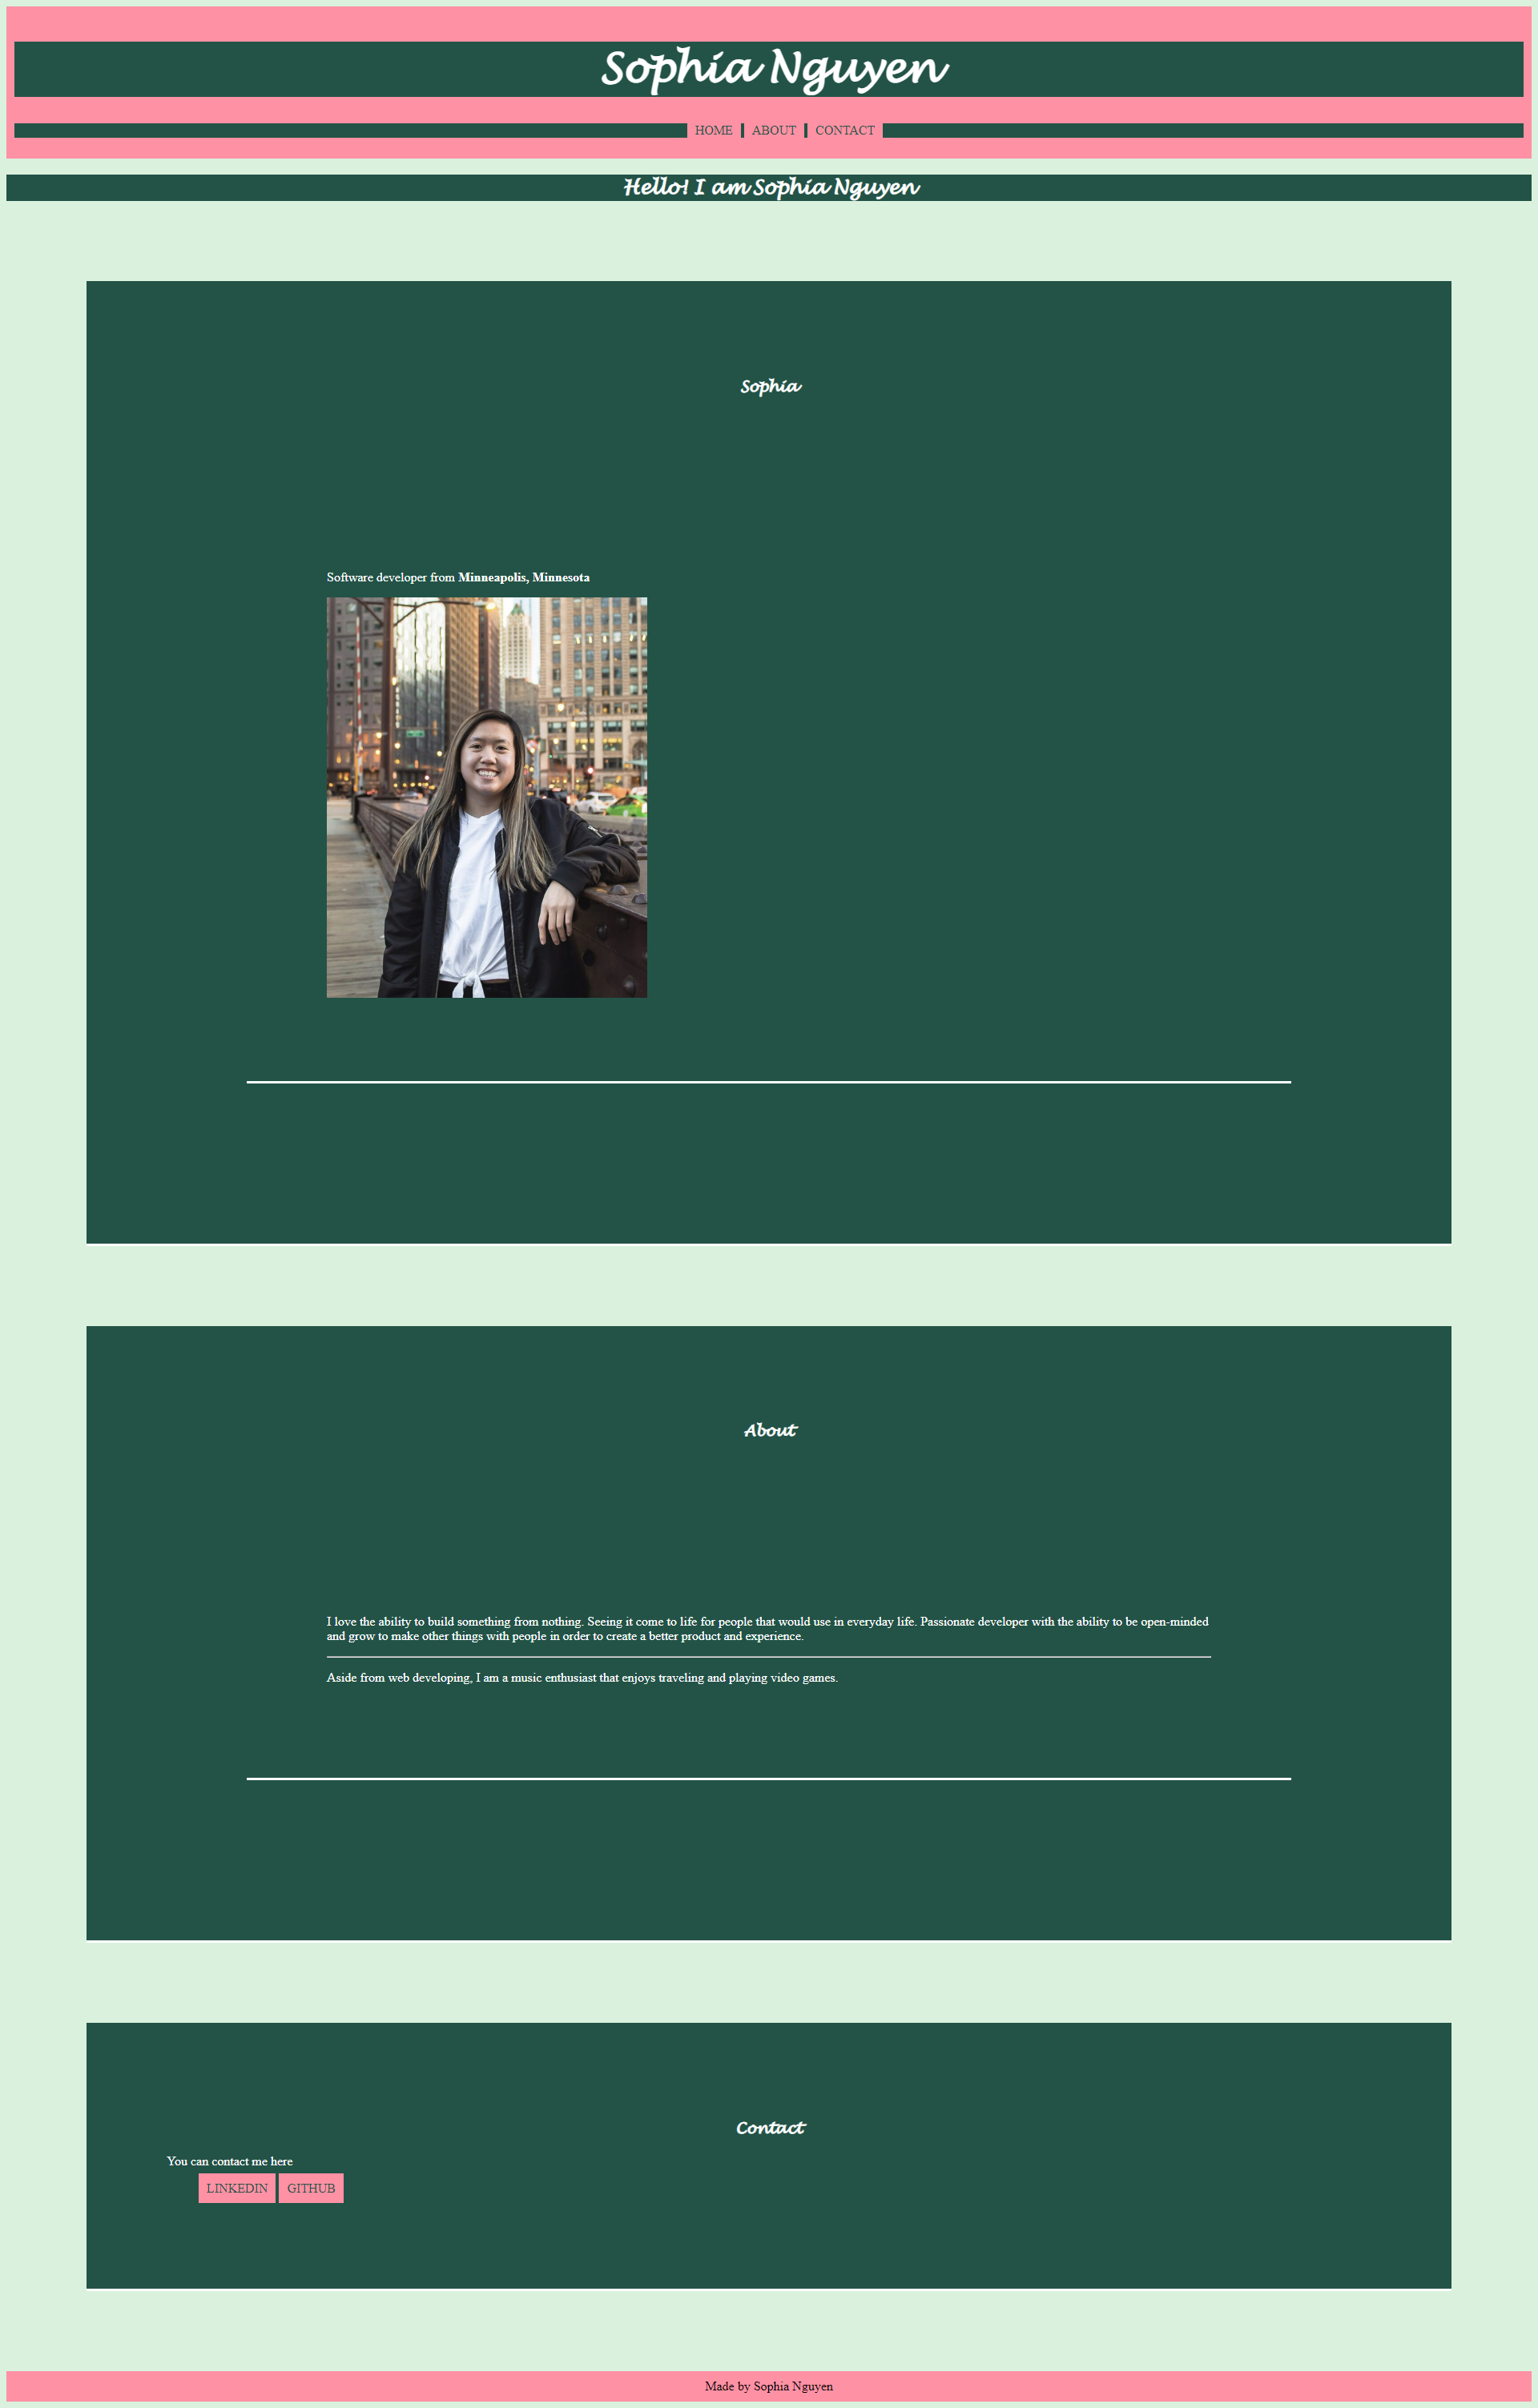 Sophia Nguyen
HOME ABOUT CONTACT
Hello! I am Sophia Nguyen
Sophia
Software developer from Minneapolis, Minnesota
About
I love the ability to build something from nothing. Seeing it come to life for people that would use in everyday life. Passionate developer with the ability to be open-minded
and grow to make other things with people in order to create a better product and experience.
Aside from web developing, I am a music enthusiast that enjoys traveling and playing video games.
Contact
You can contact me here
LINKEDIN GITHUB
Made by Sophia Nguyen